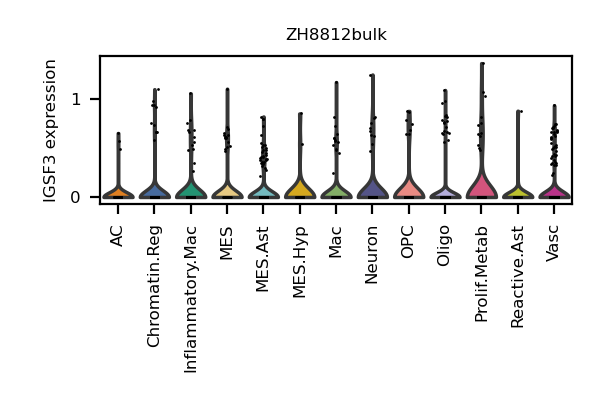 ZH8812bulk
IGSF3 expression
1
0
AC
Chromatin.Reg
Inflammatory.Mac
MES
MES.Ast
MES.Hyp
Mac
Neuron
OPC
Oligo
Prolif.Metab
Reactive.Ast
Vasc